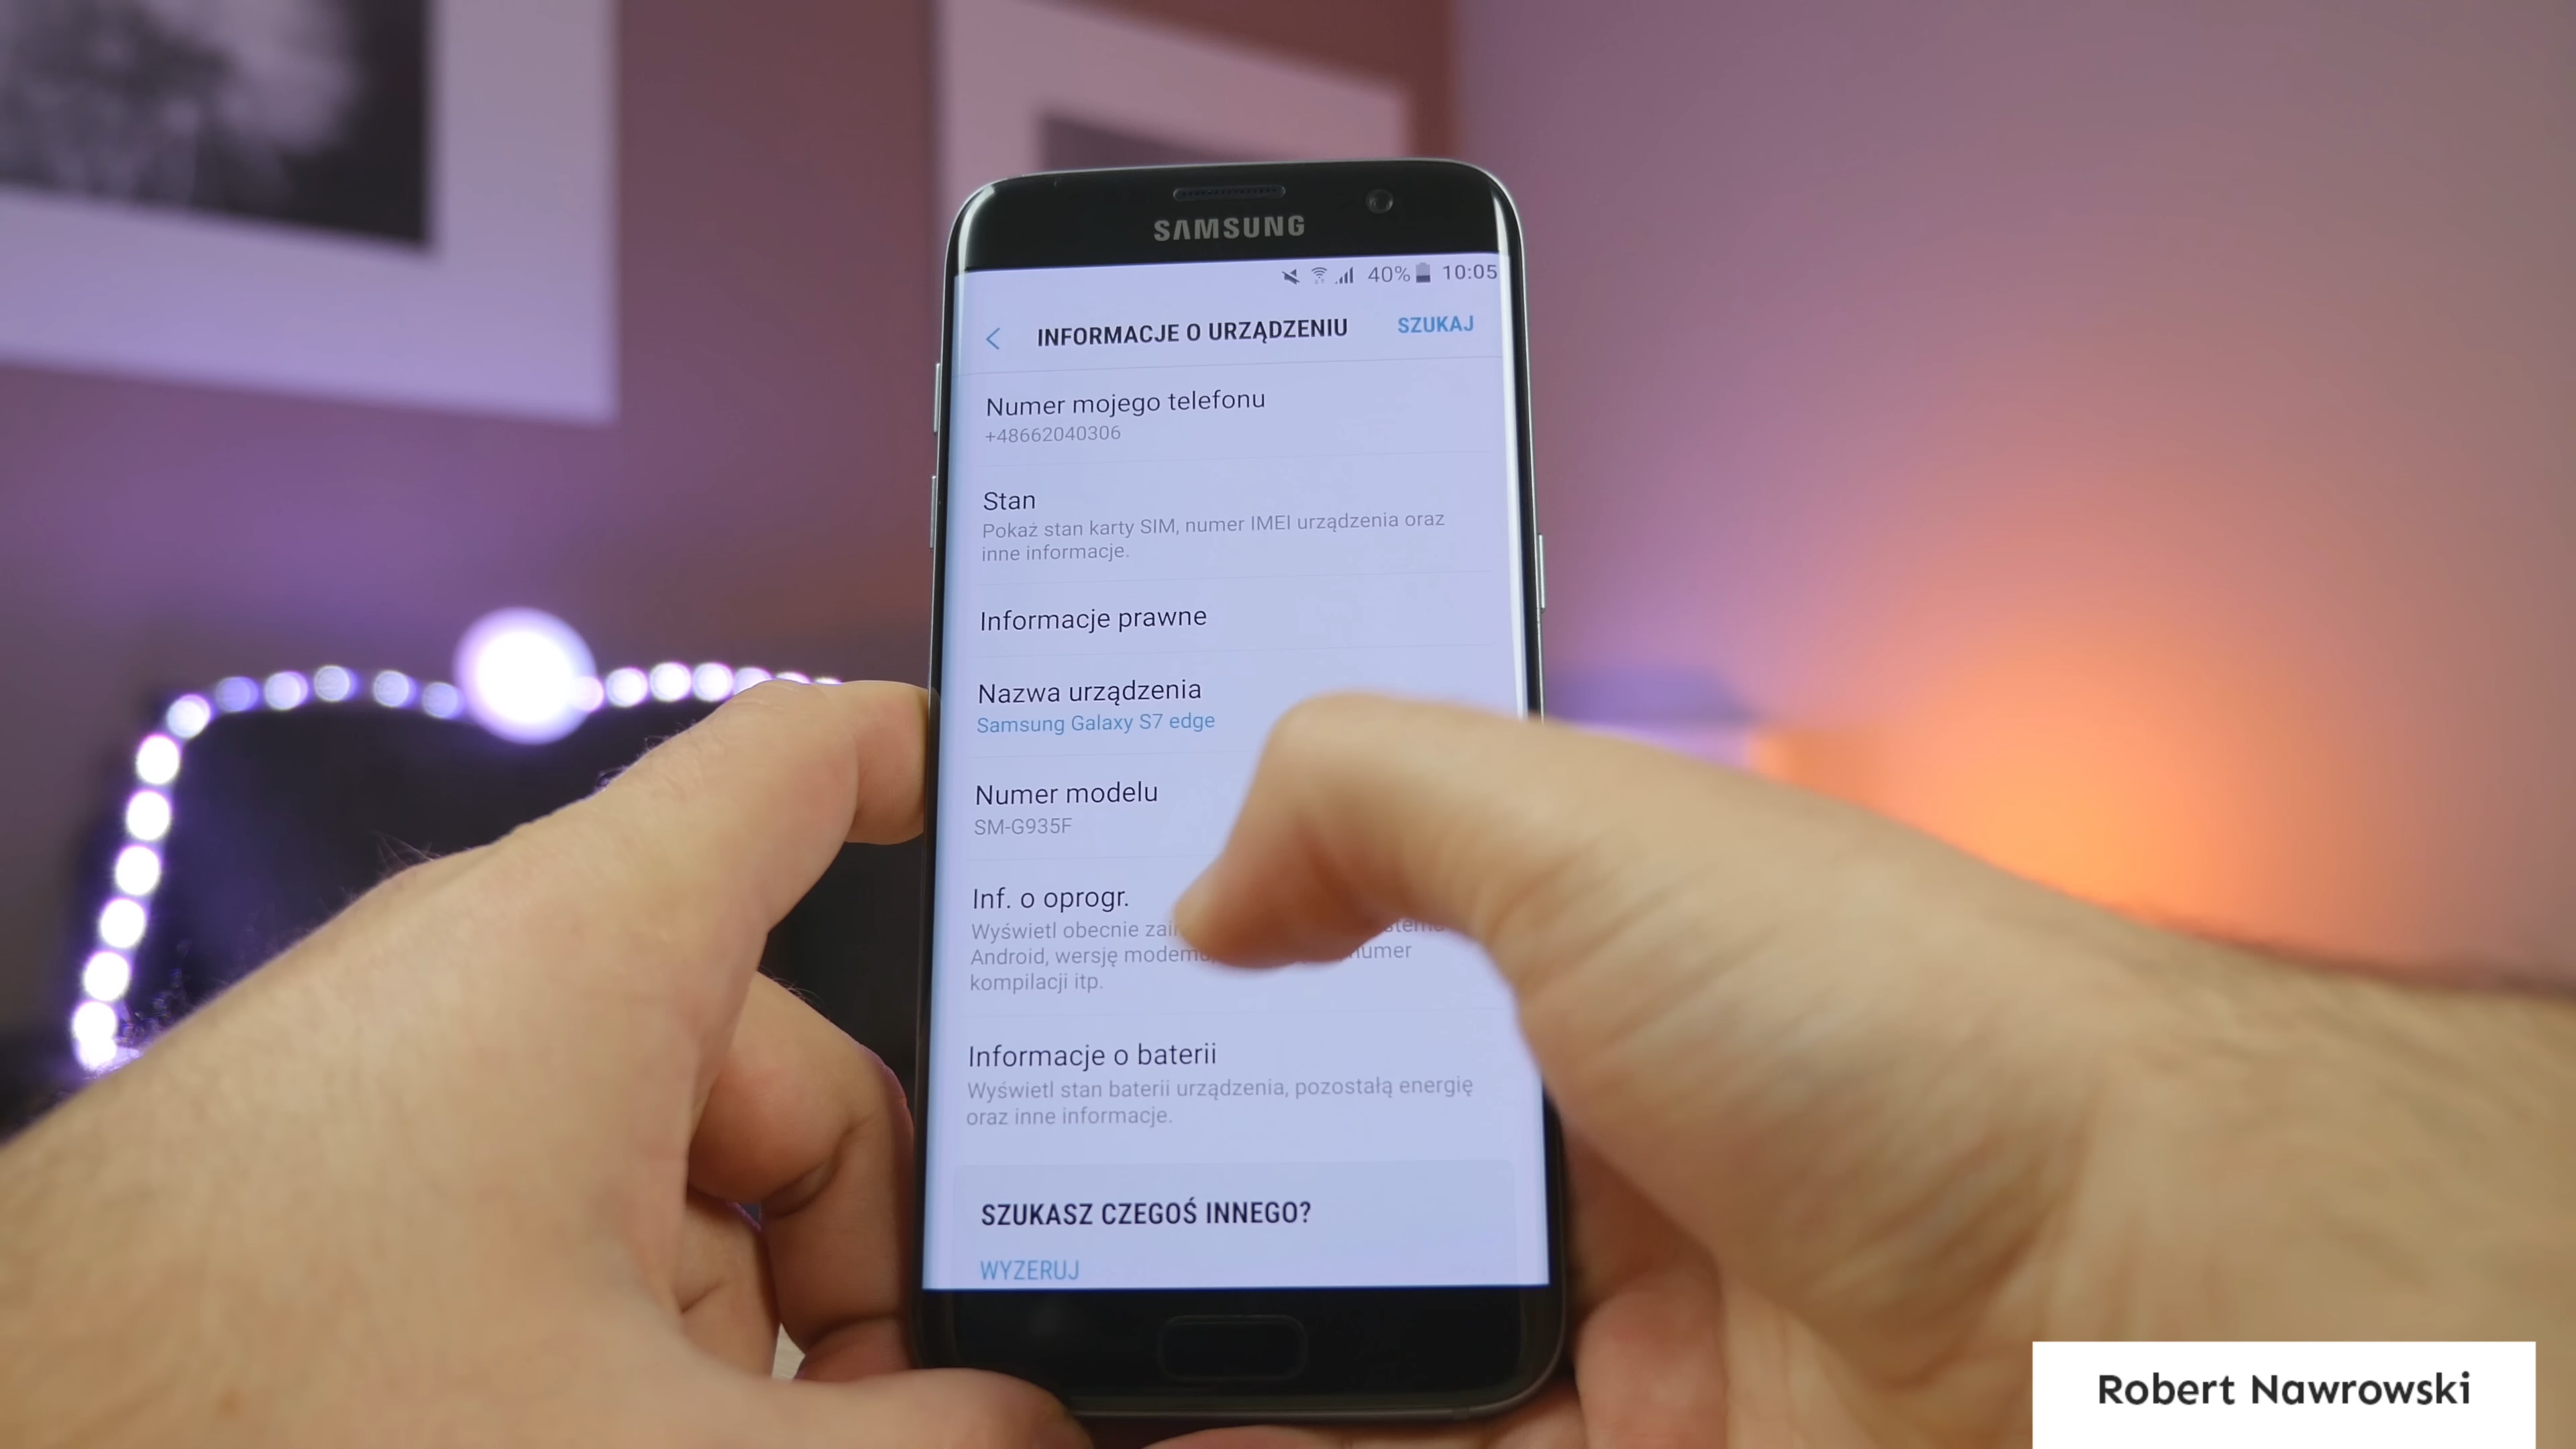 SAMSUNG
40% 10:05
INFORMACJE O URZĄDZENIU SZUKAJ
Numer mojego telefonu
+48662040306
Stan
Pokaż stan karty SIM, numer IMEI urządzenia oraz
inne informacje.
Informacje prawne
Nazwa urządzenia
Samsung Galaxy S7 edge
Numer modelu
SM-G935F
Inf. o oprogr.
Wyświetl obecnie
Android, wersję numer
kompilacji itp.
Informacje o baterii
Wyświetl stan baterii urządzenia, pozostałą energię
oraz inne informacje.
SZUKASZ CZEGOŚ INNEGO?
WYZERUJ
Robert Nawrowski